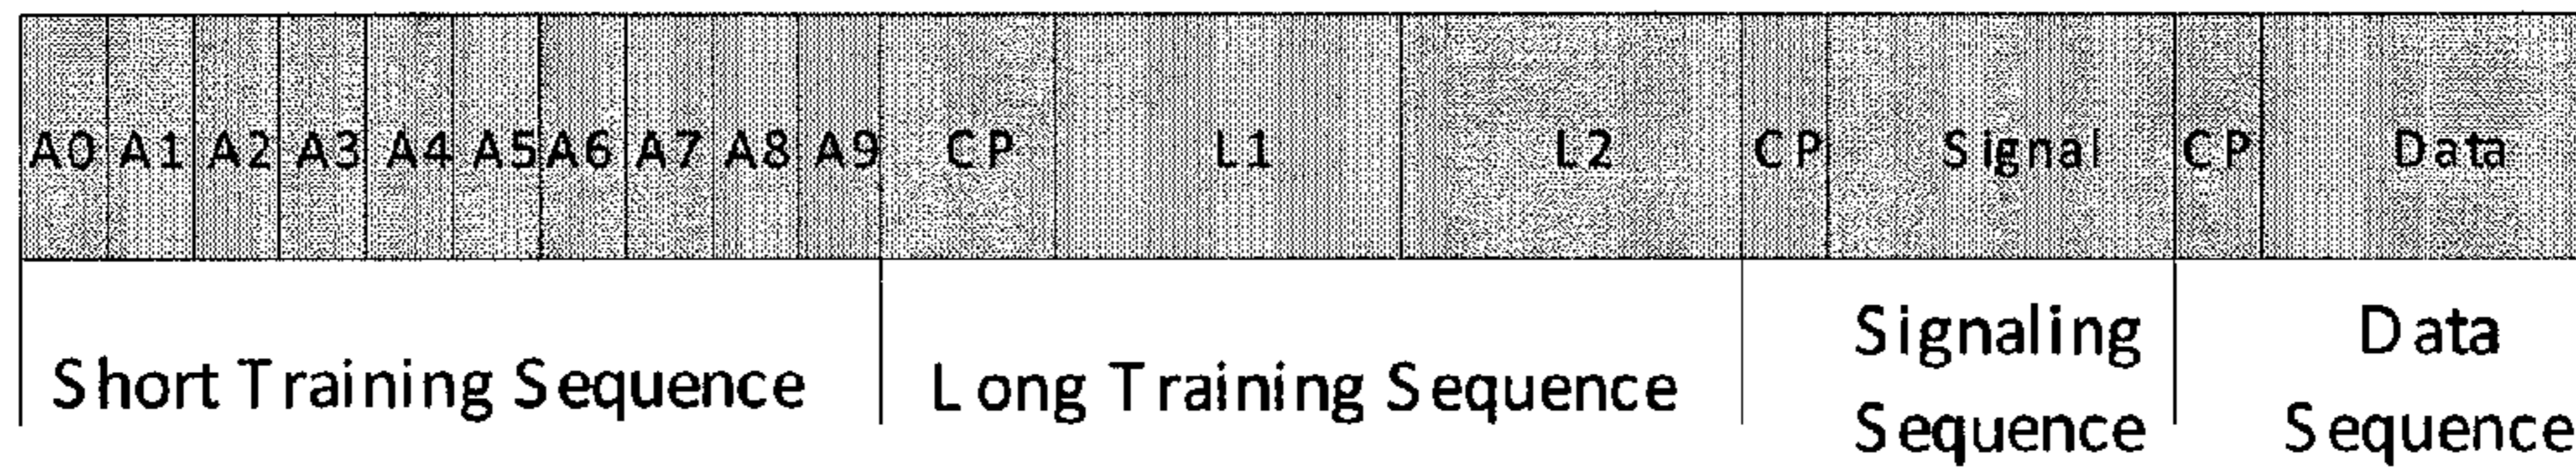 A0 A1 A2 A3 A4 A5 A6 A7 A8 A9 CP L1 L2 CP Signal CP Data
Short Training Sequence
Long Training Sequence
Signaling
Sequence
Data
Sequence